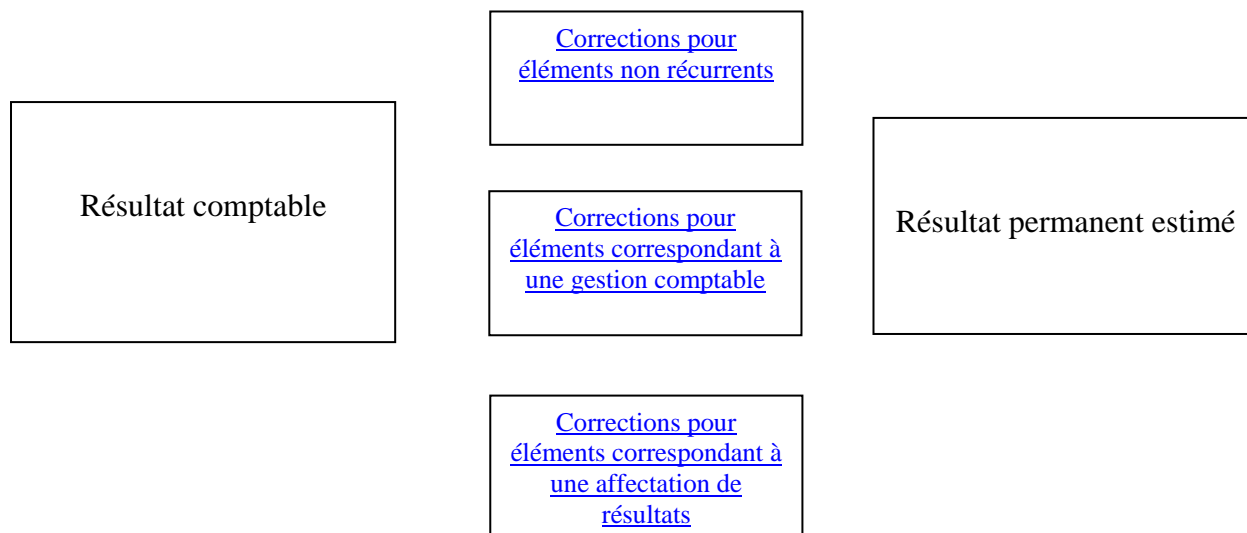 Corrections pour
éléments non récurrents
Résultat comptable
Corrections pour
éléments correspondant à
une gestion comptable
Résultat permanent estimé
Corrections pour
éléments correspondant à
une affectation de
résultats